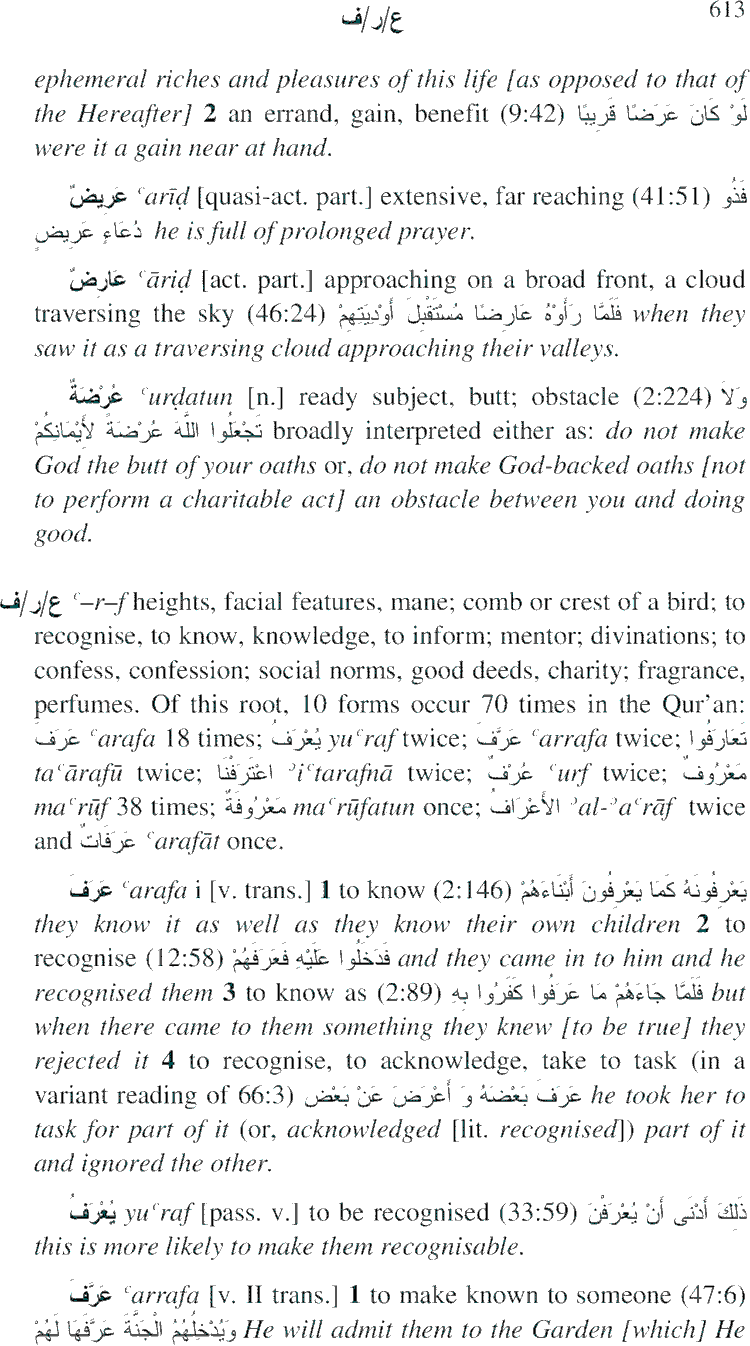 ع/ر/ف 613
ephemeral riches and pleasures of this life [as opposed to that of
the Hereafter] 2 an errand, gain, benefit (9:42) لَوْ كَانَ عَرَضًا قَرِيبًا
were it a gain near at hand.
عَرِيضٌ ʿarīḍ [quasi-act. part.] extensive, far reaching (41:51) فَذُو
دُعَاءٍ عَرِيضٍ he is full of prolonged prayer.
عَارِضٌ ʿāriḍ [act. part.] approaching on a broad front, a cloud
traversing the sky (46:24) فَلَمَّا رَأَوْهُ عَارِضًا مُسْتَقْبِلَ أَوْدِيَتِهِمْ when they
saw it as a traversing cloud approaching their valleys.
عُرْضَةٌ ʿurḍatun [n.] ready subject, butt; obstacle (2:224) وَلاَ
تَجْعَلُوا اللَّهَ عُرْضَةً لأَيْمَانِكُمْ broadly interpreted either as: do not make
God the butt of your oaths or, do not make God-backed oaths [not
to perform a charitable act] an obstacle between you and doing
good.
ع/ر/ف ʿ–r–f heights, facial features, mane; comb or crest of a bird; to
recognise, to know, knowledge, to inform; mentor; divinations; to
confess, confession; social norms, good deeds, charity; fragrance,
perfumes. Of this root, 10 forms occur 70 times in the Qur'an:
عَرَفَ ʿarafa 18 times; يُعْرَفُ yuʿraf twice; عَرَّفَ ʿarrafa twice; تَعَارَفُوا
taʿārafū twice; اعْتَرَفْنَا ʾiʿtarafnā twice; عُرْفٌ ʿurf twice; مَعْرُوفٌ
maʿrūf 38 times; مَعْرُوفَةٌ maʿrūfatun once; الأَعْرَافُ ʾal-ʾaʿrāf twice
and عَرَفَاتٌ ʿarafāt once.
عَرَفَ ʿarafa i [v. trans.] 1 to know (2:146) يَعْرِفُونَهُ كَمَا يَعْرِفُونَ أَبْنَاءَهُمْ
they know it as well as they know their own children 2 to
recognise (12:58) فَدَخَلُوا عَلَيْهِ فَعَرَفَهُمْ and they came in to him and he
recognised them 3 to know as (2:89) فَلَمَّا جَاءَهُمْ مَا عَرَفُوا كَفَرُوا بِهِ but
when there came to them something they knew [to be true] they
rejected it 4 to recognise, to acknowledge, take to task (in a
variant reading of 66:3) عَرَفَ بَعْضَهُ وَ أَعْرَضَ عَنْ بَعْضٍ he took her to
task for part of it (or, acknowledged [lit. recognised]) part of it
and ignored the other.
يُعْرَفُ yuʿraf [pass. v.] to be recognised (33:59) ذَلِكَ أَدْنَى أَنْ يُعْرَفْنَ
this is more likely to make them recognisable.
عَرَّفَ ʿarrafa [v. II trans.] 1 to make known to someone (47:6)
وَيُدْخِلُهُمُ الْجَنَّةَ عَرَّفَهَا لَهُمْ He will admit them to the Garden [which] He